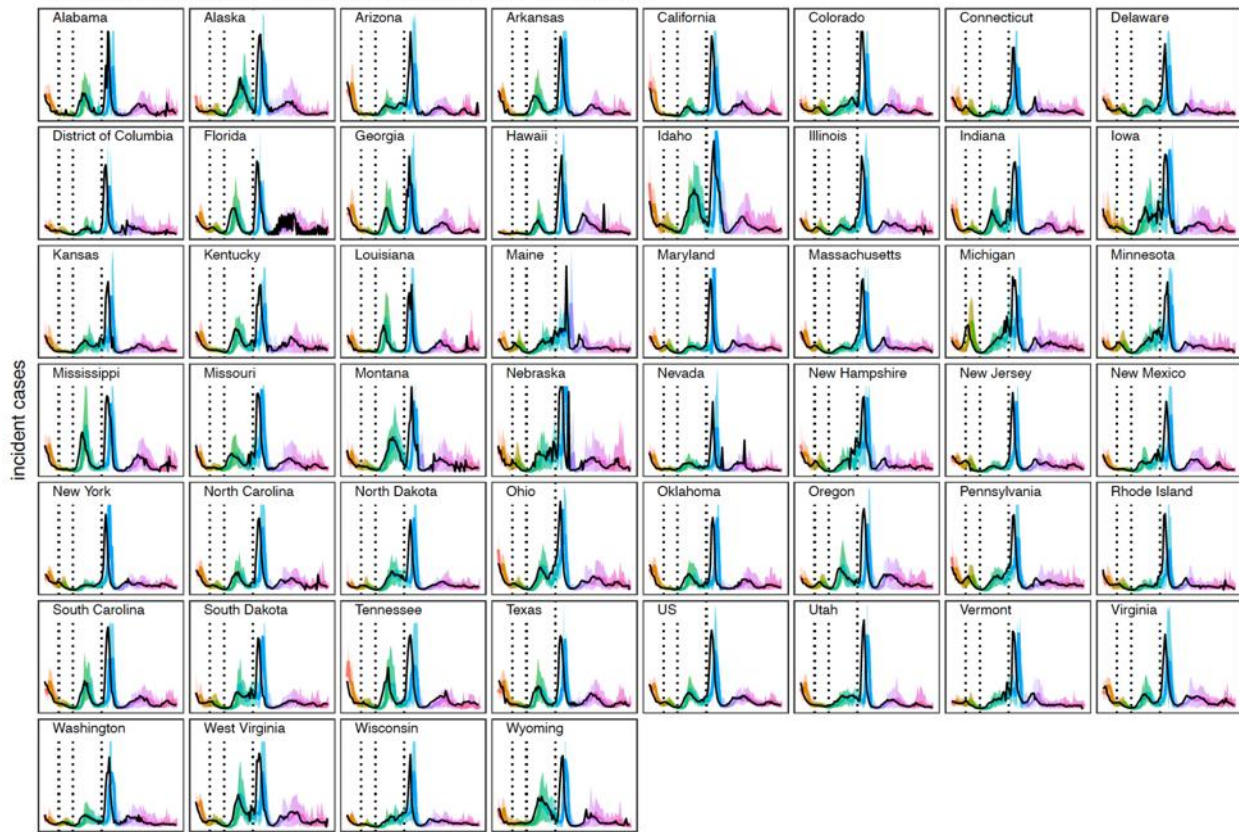 Alabama Alaska Arizona Arkansas California Colorado Connecticut Delaware
District of Columbia Florida Georgia Hawaii Idaho Illinois Indiana Iowa
Kansas Kentucky Louisiana Maine Maryland Massachusetts Michigan Minnesota
Mississippi Missouri Montana Nebraska Nevada New Hampshire New Jersey New Mexico
New York North Carolina North Dakota Ohio Oklahoma Oregon Pennsylvania Rhode Island
South Carolina South Dakota Tennessee Texas US Utah Vermont Virginia
Washington West Virginia Wisconsin Wyoming
incident cases